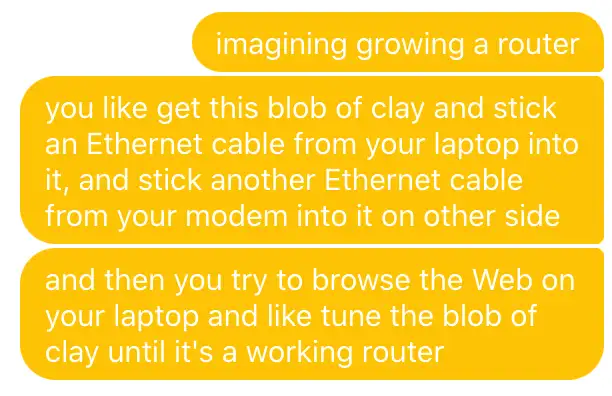 imagining growing a router
you like get this blob of clay and stick
an Ethernet cable from your laptop into
it, and stick another Ethernet cable
from your modem into it on other side
and then you try to browse the Web on
your laptop and like tune the blob of
clay until it's a working router